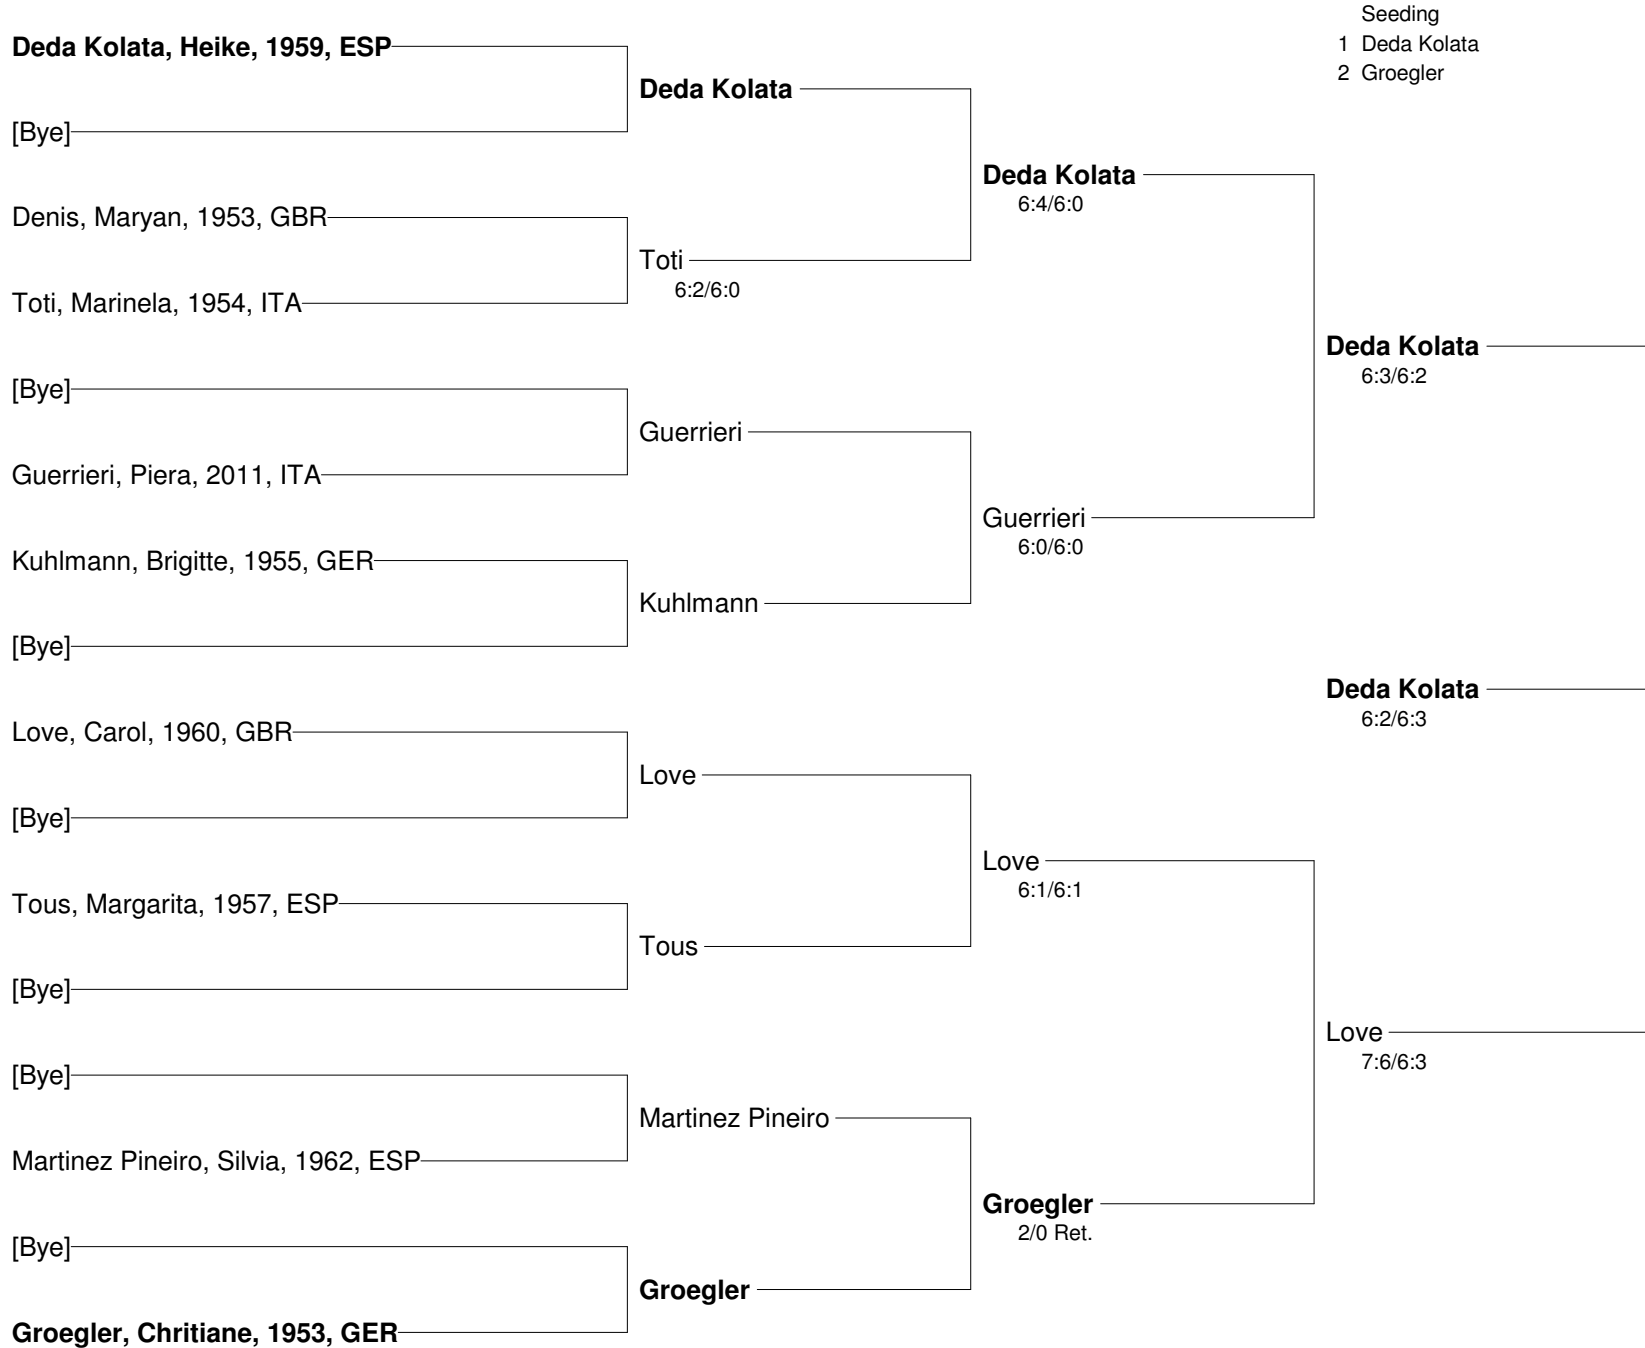 Seeding
1 Deda Kolata
2 Groegler
Deda Kolata, Heike, 1959, ESP
Deda Kolata
[Bye]
Deda Kolata
6:4/6:0
Denis, Maryan, 1953, GBR
Toti
6:2/6:0
Toti, Marinela, 1954, ITA
Deda Kolata
6:3/6:2
[Bye]
Guerrieri
Guerrieri, Piera, 2011, ITA
Guerrieri
6:0/6:0
Kuhlmann, Brigitte, 1955, GER
Kuhlmann
[Bye]
Deda Kolata
6:2/6:3
Love, Carol, 1960, GBR
Love
[Bye]
Love
6:1/6:1
Tous, Margarita, 1957, ESP
Tous
[Bye]
Love
7:6/6:3
[Bye]
Martinez Pineiro
Martinez Pineiro, Silvia, 1962, ESP
Groegler
2/0 Ret.
[Bye]
Groegler
Groegler, Chritiane, 1953, GER